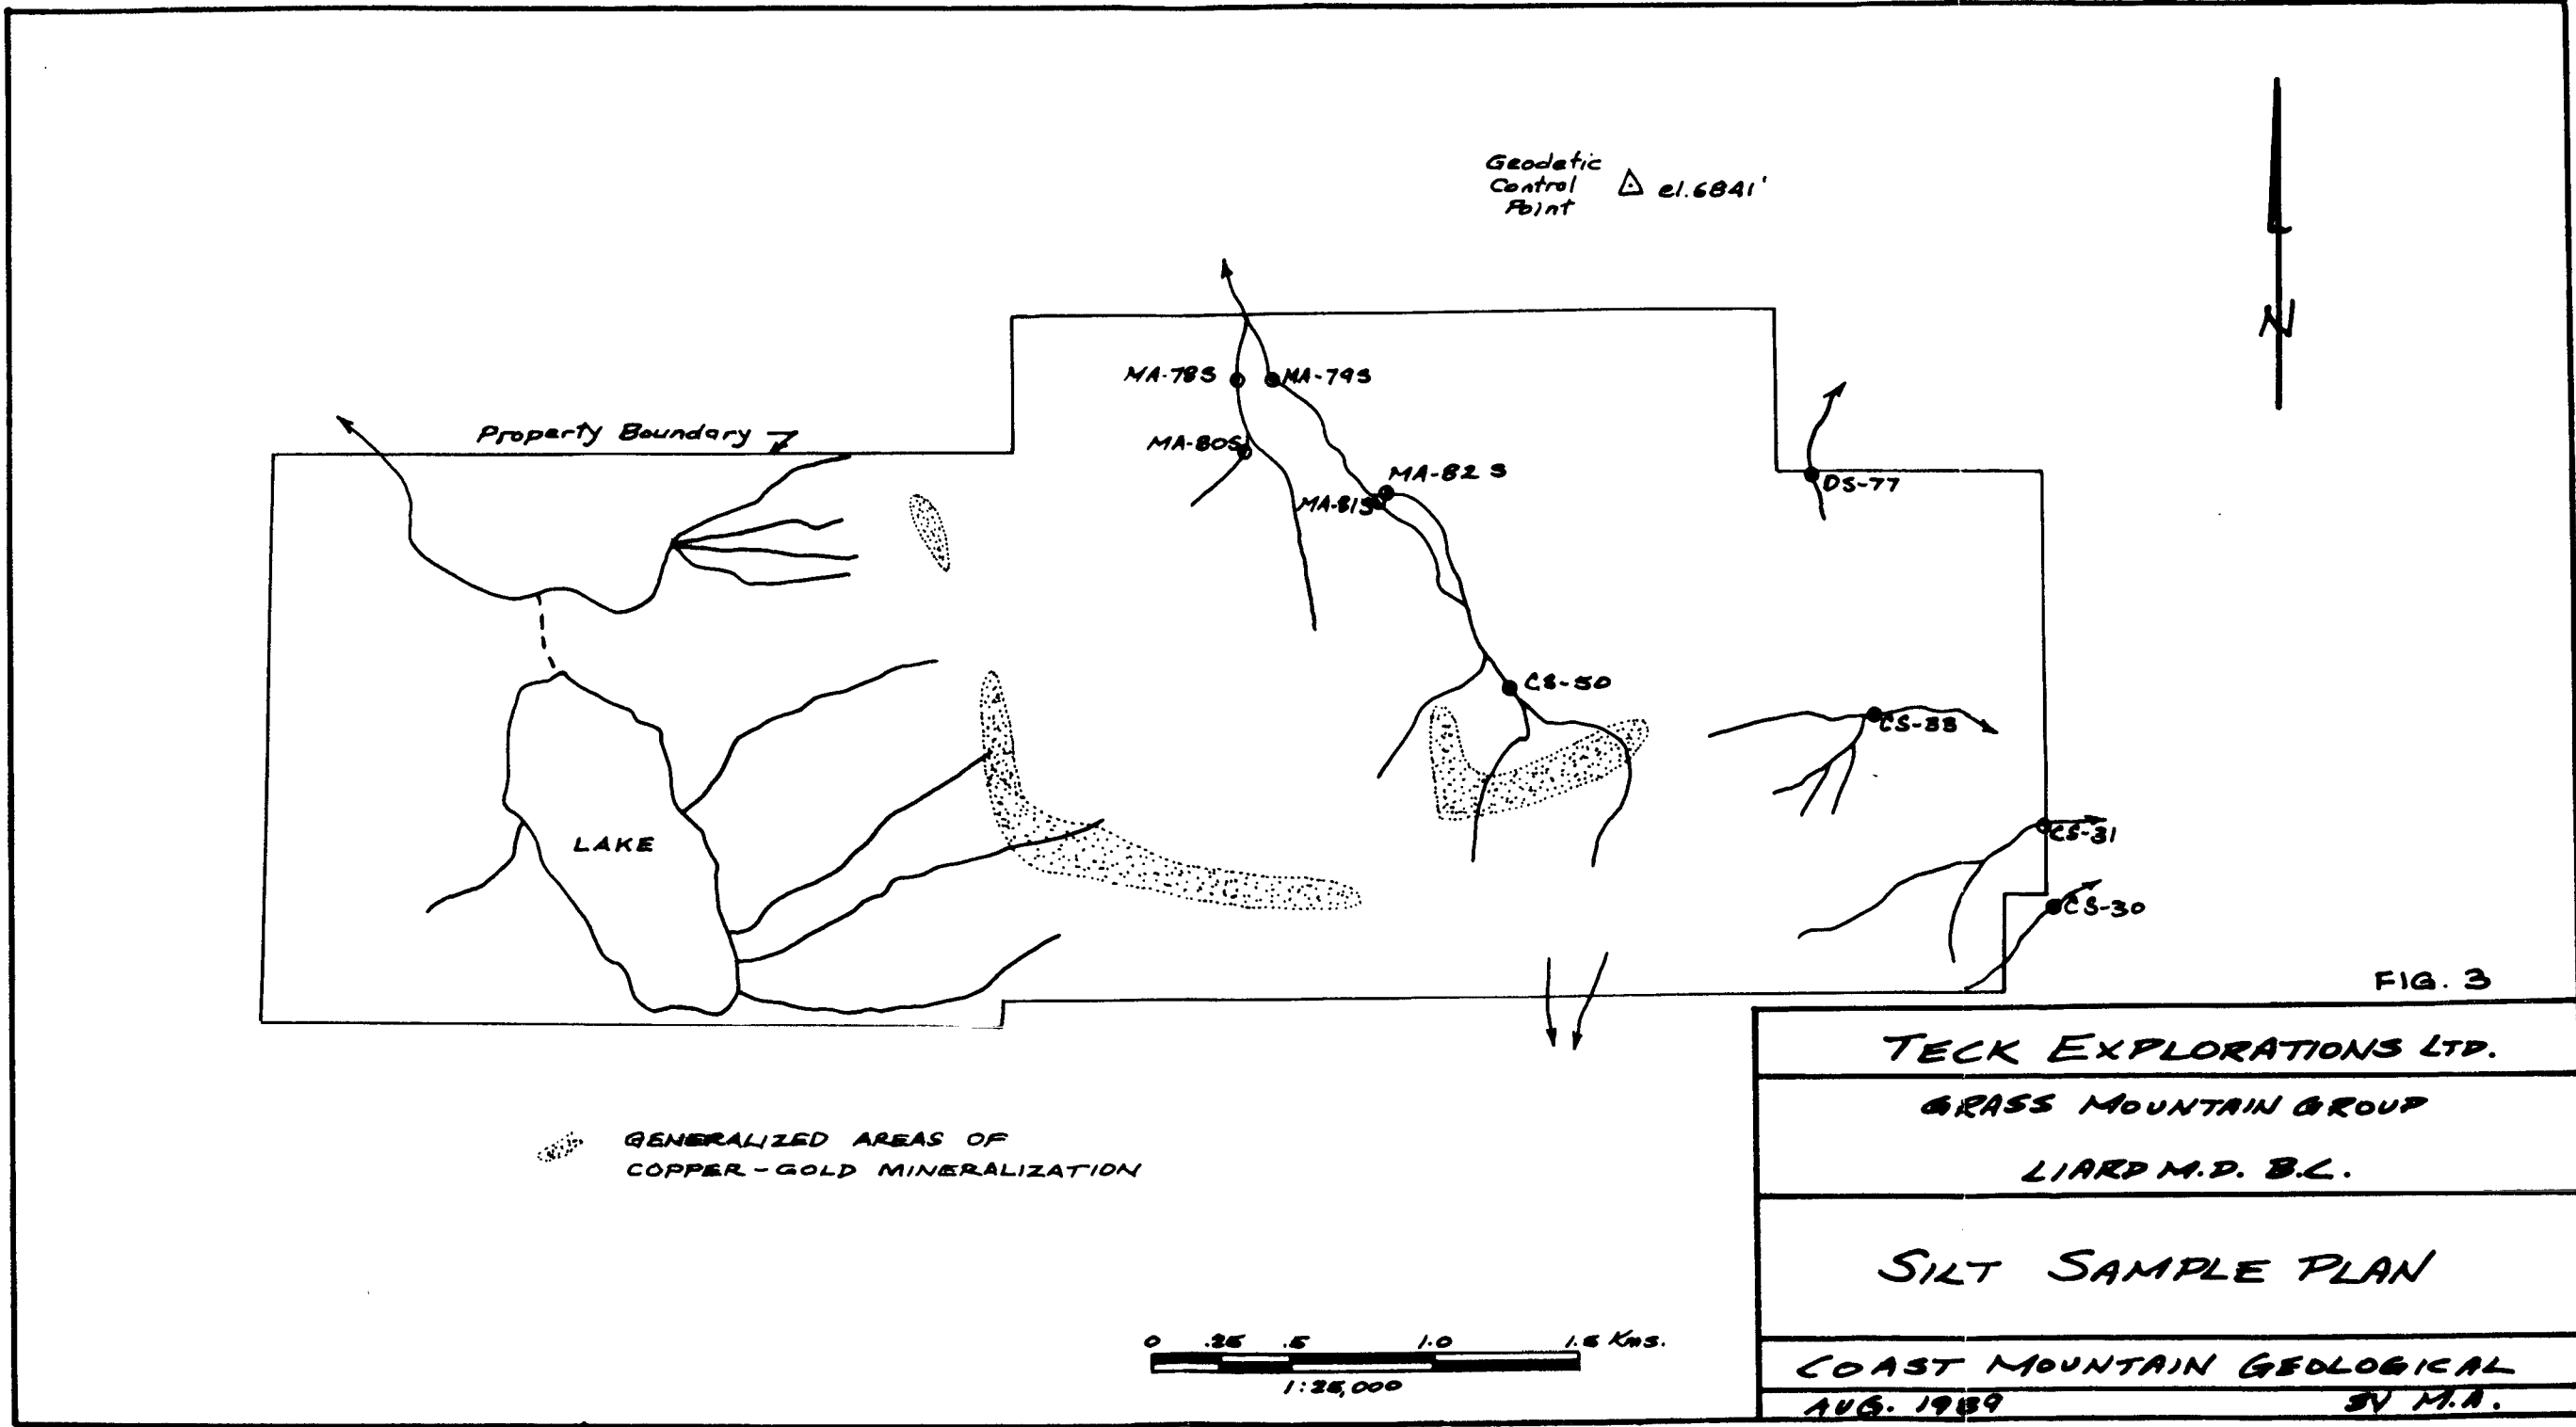 Geodetic
Control
Point
el. 6841'
N
MA-78S
MA-79S
Property Boundary
MA-80S
MA-82S
MA-81S
DS-77
CS-50
CS-33
LAKE
CS-31
CS-30
FIG. 3
TECK EXPLORATIONS LTD.
GRASS MOUNTAIN GROUP
LIARD M.D. B.C.
GENERALIZED AREAS OF
COPPER-GOLD MINERALIZATION
SILT SAMPLE PLAN
0 .25 .5 1.0 1.5 Kms.
1:25,000
COAST MOUNTAIN GEOLOGICAL
AUG. 1989 BY M.A.